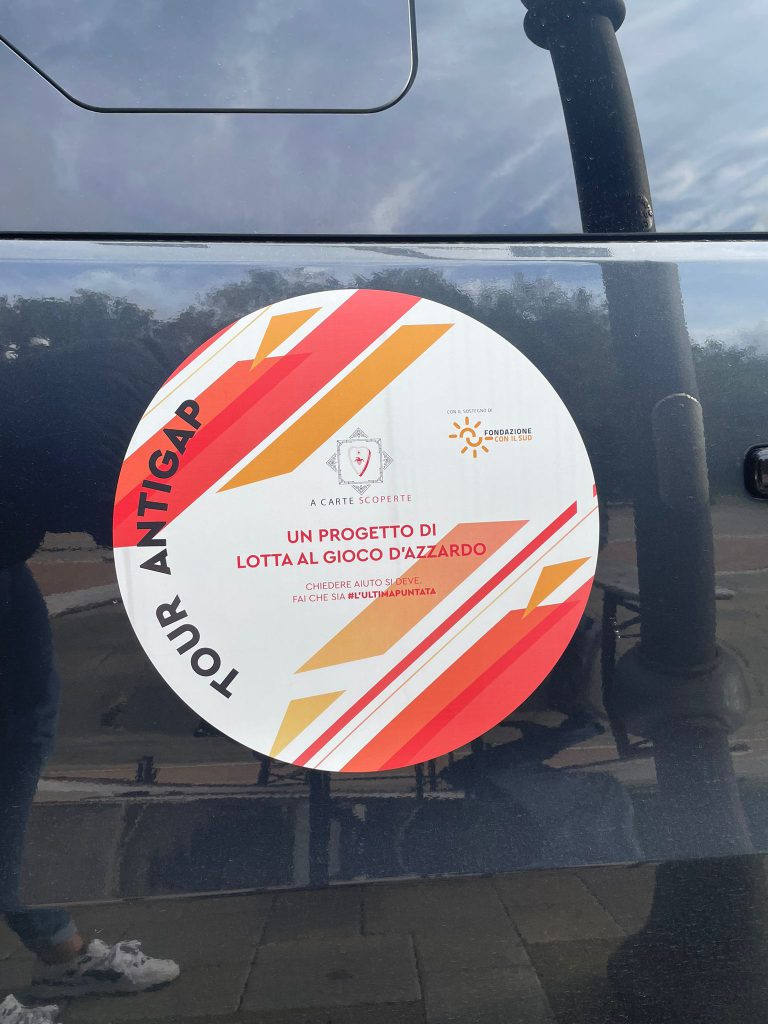 TOUR ANTIGAP
CON IL SOSTEGNO DI
FONDAZIONE
CON IL SUD
A CARTE SCOPERTE
UN PROGETTO DI
LOTTA AL GIOCO D'AZZARDO
CHIEDERE AIUTO SI DEVE.
FAI CHE SIA #L'ULTIMAPUNTATA